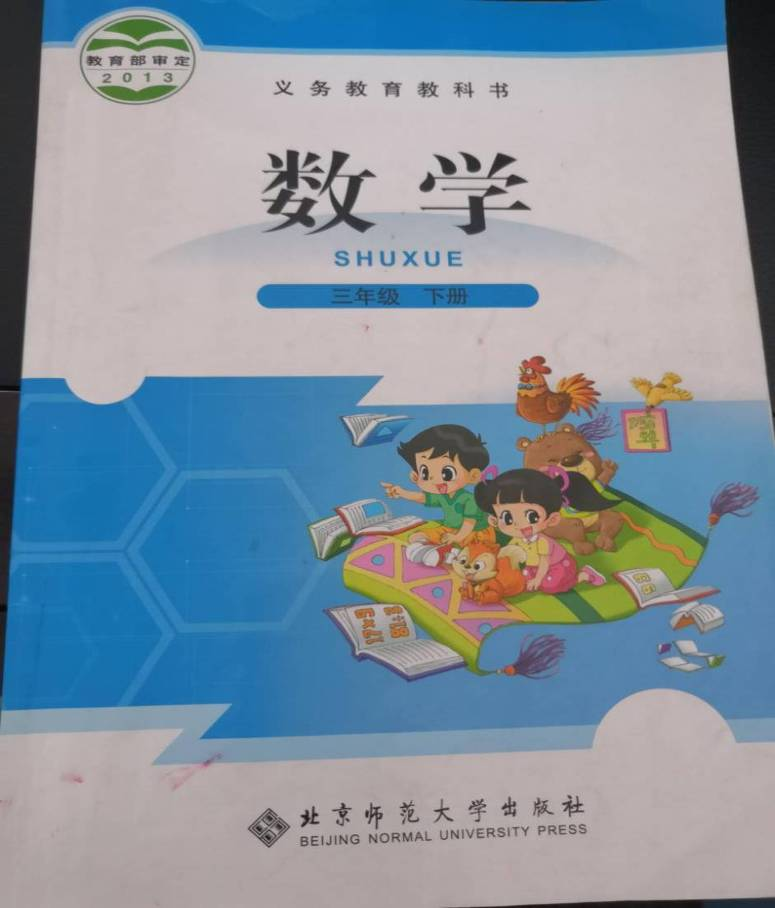 教育部审定
2013
义务教育教科书
数学
SHUXUE
三年级 下册
北京师范大学出版社
BEIJING NORMAL UNIVERSITY PRESS